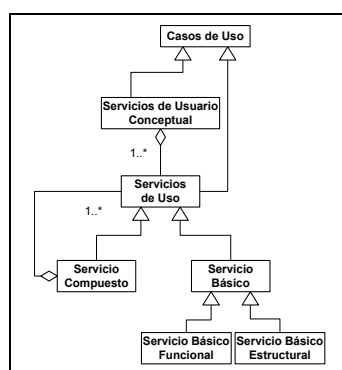 Casos de Uso
Servicios de Usuario
Conceptual
1..*
Servicios
de Uso
1..*
Servicio
Compuesto
Servicio
Básico
Servicio Básico
Funcional
Servicio Básico
Estructural